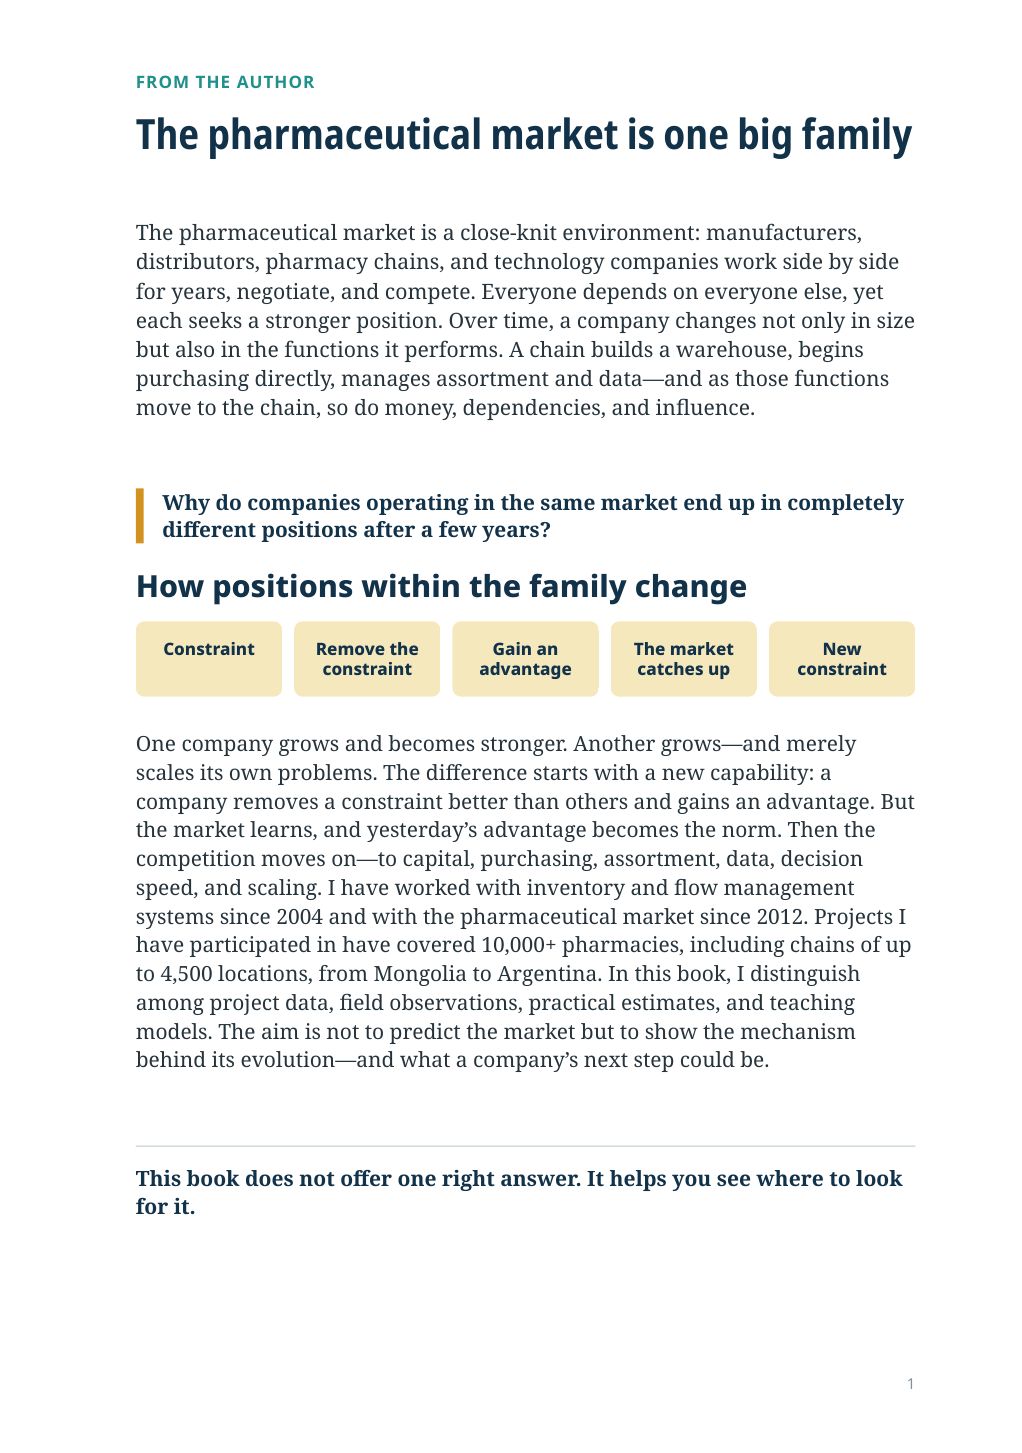 FROM THE AUTHOR
The pharmaceutical market is one big family
The pharmaceutical market is a close-knit environment: manufacturers,
distributors, pharmacy chains, and technology companies work side by side
for years, negotiate, and compete. Everyone depends on everyone else, yet
each seeks a stronger position. Over time, a company changes not only in size
but also in the functions it performs. A chain builds a warehouse, begins
purchasing directly, manages assortment and data—and as those functions
move to the chain, so do money, dependencies, and influence.
Why do companies operating in the same market end up in completely
different positions after a few years?
How positions within the family change
Constraint
Remove the
constraint
Gain an
advantage
The market
catches up
New
constraint
One company grows and becomes stronger. Another grows—and merely
scales its own problems. The difference starts with a new capability: a
company removes a constraint better than others and gains an advantage. But
the market learns, and yesterday’s advantage becomes the norm. Then the
competition moves on—to capital, purchasing, assortment, data, decision
speed, and scaling. I have worked with inventory and flow management
systems since 2004 and with the pharmaceutical market since 2012. Projects I
have participated in have covered 10,000+ pharmacies, including chains of up
to 4,500 locations, from Mongolia to Argentina. In this book, I distinguish
among project data, field observations, practical estimates, and teaching
models. The aim is not to predict the market but to show the mechanism
behind its evolution—and what a company’s next step could be.
This book does not offer one right answer. It helps you see where to look
for it.
1